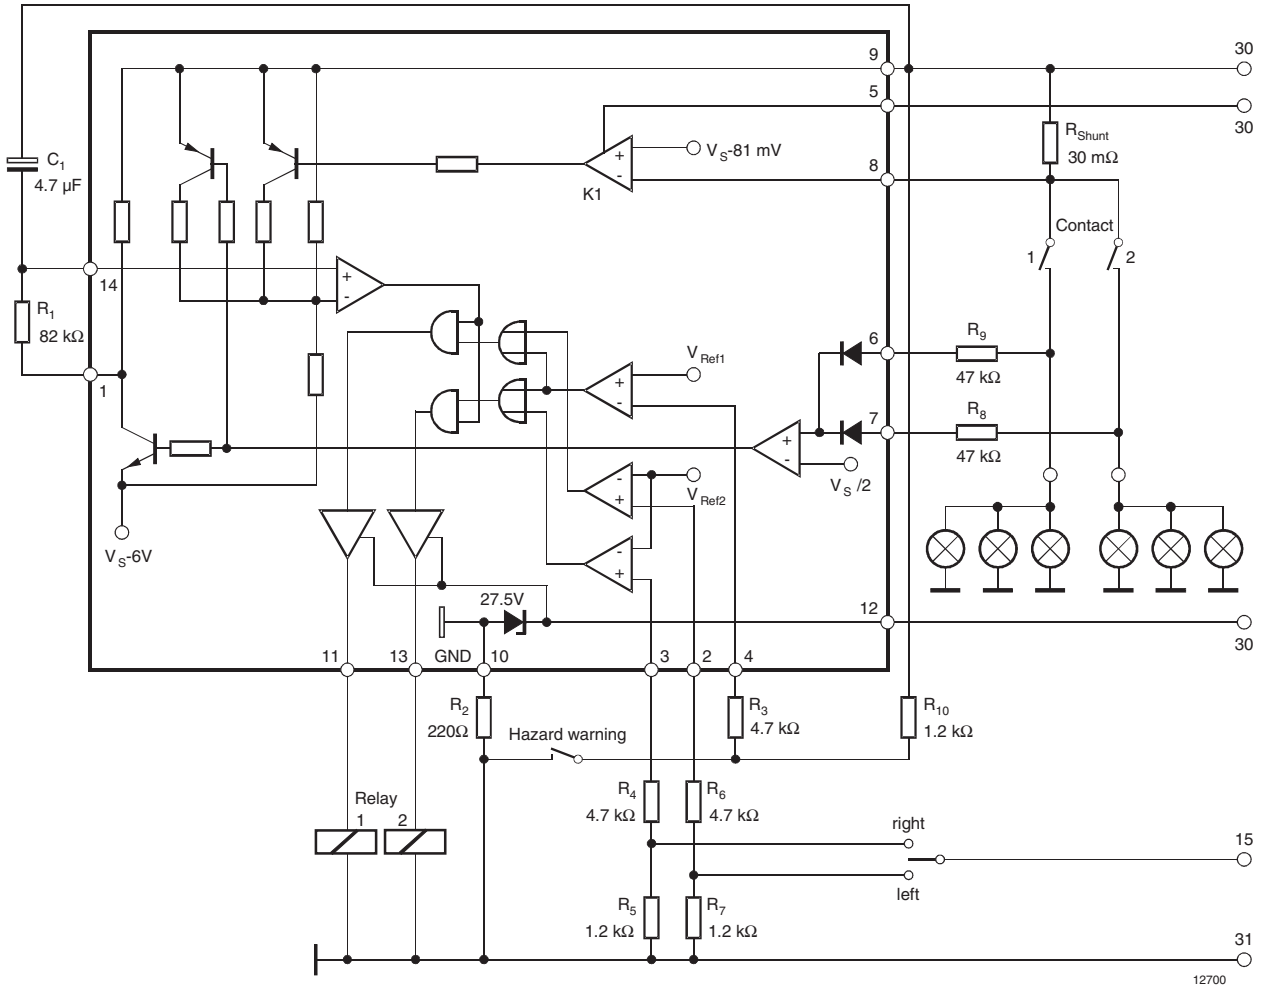 30
9
5
30
R Shunt
30 mΩ
C1
4.7 µF
+
-
VS-81 mV
K1
8
Contact
1
2
14
+
-
R1
82 kΩ
1
6
R9
47 kΩ
VRef1
+
-
7
R8
47 kΩ
+
-
VS /2
-
+
VRef2
VS-6V
-
+
27.5V
12
30
11
13
GND
10
3
2
4
R2
220Ω
R3
4.7 kΩ
R10
1.2 kΩ
Hazard warning
R4
4.7 kΩ
R6
4.7 kΩ
Relay
1
2
right
15
left
R5
1.2 kΩ
R7
1.2 kΩ
31
12700